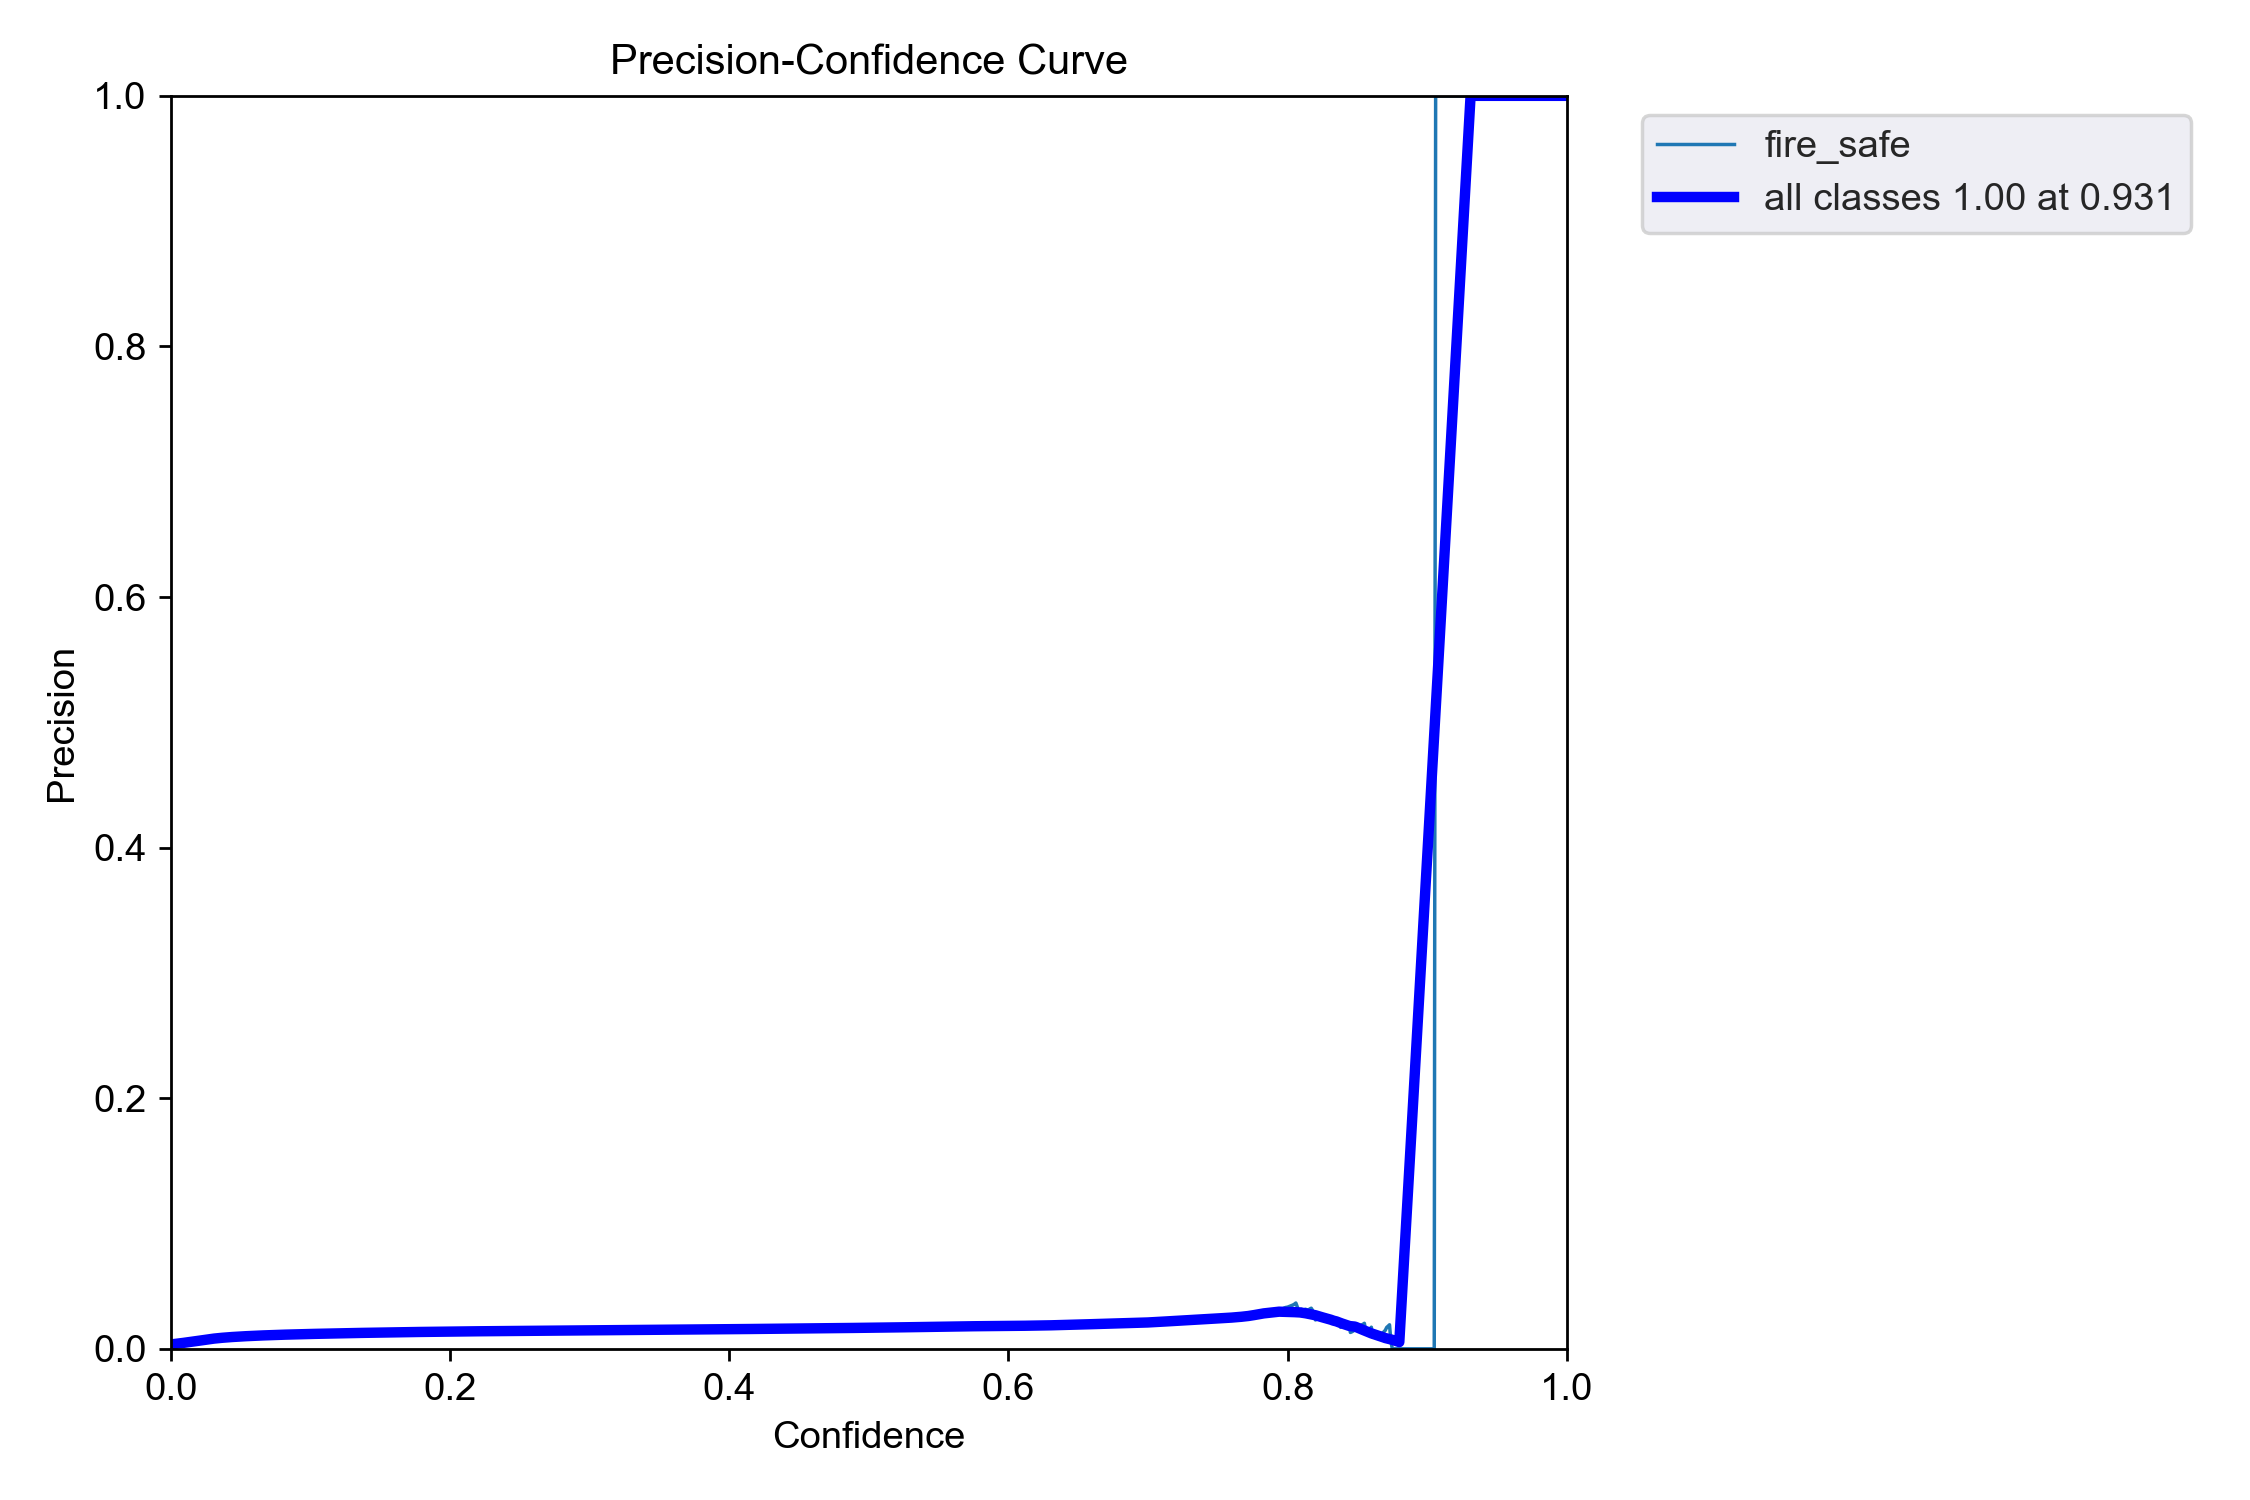 Precision-Confidence Curve
1.0
0.8
0.6
0.4
0.2
0.0
Precision
0.0 0.2 0.4 0.6 0.8 1.0
Confidence
fire_safe
all classes 1.00 at 0.931